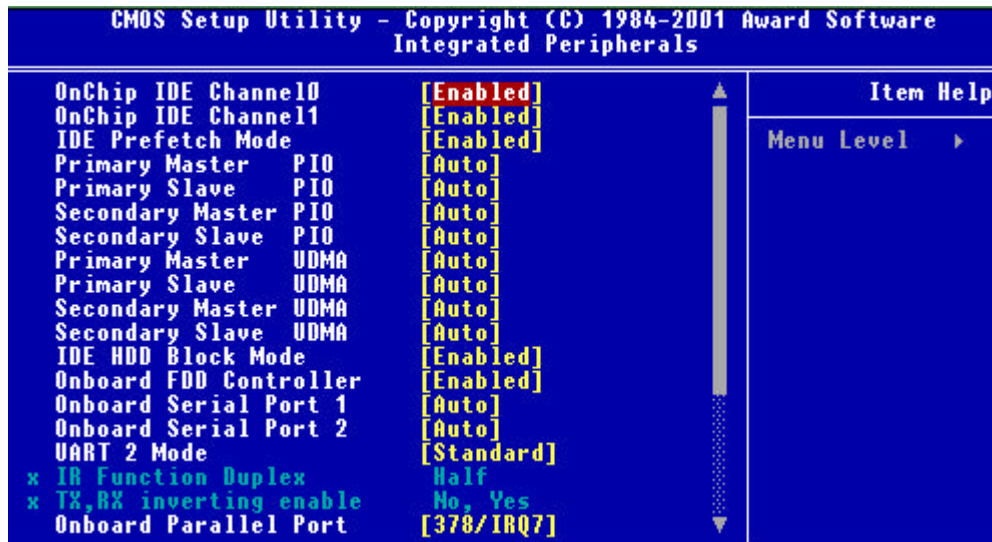 CMOS Setup Utility - Copyright (C) 1984-2001 Award Software
Integrated Peripherals
OnChip IDE Channel0 [Enabled]
OnChip IDE Channel1 [Enabled]
IDE Prefetch Mode [Enabled]
Primary Master PIO [Auto]
Primary Slave PIO [Auto]
Secondary Master PIO [Auto]
Secondary Slave PIO [Auto]
Primary Master UDMA [Auto]
Primary Slave UDMA [Auto]
Secondary Master UDMA [Auto]
Secondary Slave UDMA [Auto]
IDE HDD Block Mode [Enabled]
Onboard FDD Controller [Enabled]
Onboard Serial Port 1 [Auto]
Onboard Serial Port 2 [Auto]
UART 2 Mode [Standard]
x IR Function Duplex Half
x TX,RX inverting enable No, Yes
Onboard Parallel Port [378/IRQ7]
Item Help
Menu Level